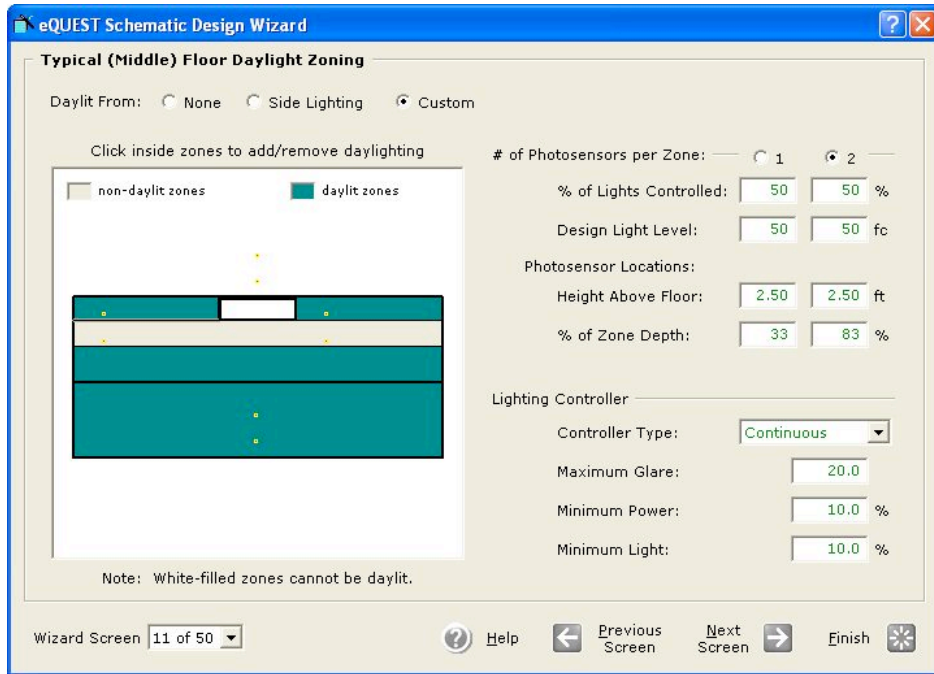 eQUEST Schematic Design Wizard
Typical (Middle) Floor Daylight Zoning
Daylit From: None Side Lighting Custom
Click inside zones to add/remove daylighting
non-daylit zones daylit zones
Note: White-filled zones cannot be daylit.
# of Photosensors per Zone: 1 2
% of Lights Controlled: 50 50 %
Design Light Level: 50 50 fc
Photosensor Locations:
Height Above Floor: 2.50 2.50 ft
% of Zone Depth: 33 83 %
Lighting Controller
Controller Type: Continuous
Maximum Glare: 20.0
Minimum Power: 10.0 %
Minimum Light: 10.0 %
Wizard Screen 11 of 50 ? Help Previous Screen Next Screen Finish